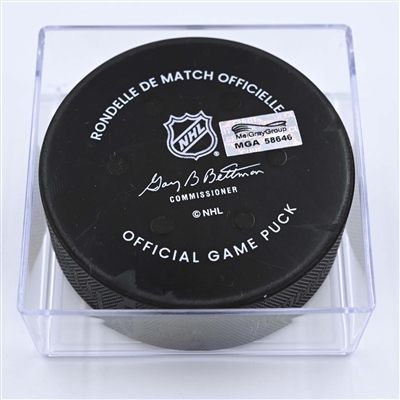 RONDELLE DE MATCH OFFICIELLE
NHL
MeiGrayGroup
MGA 58646
Gary B Bettman
COMMISSIONER
© NHL
OFFICIAL GAME PUCK